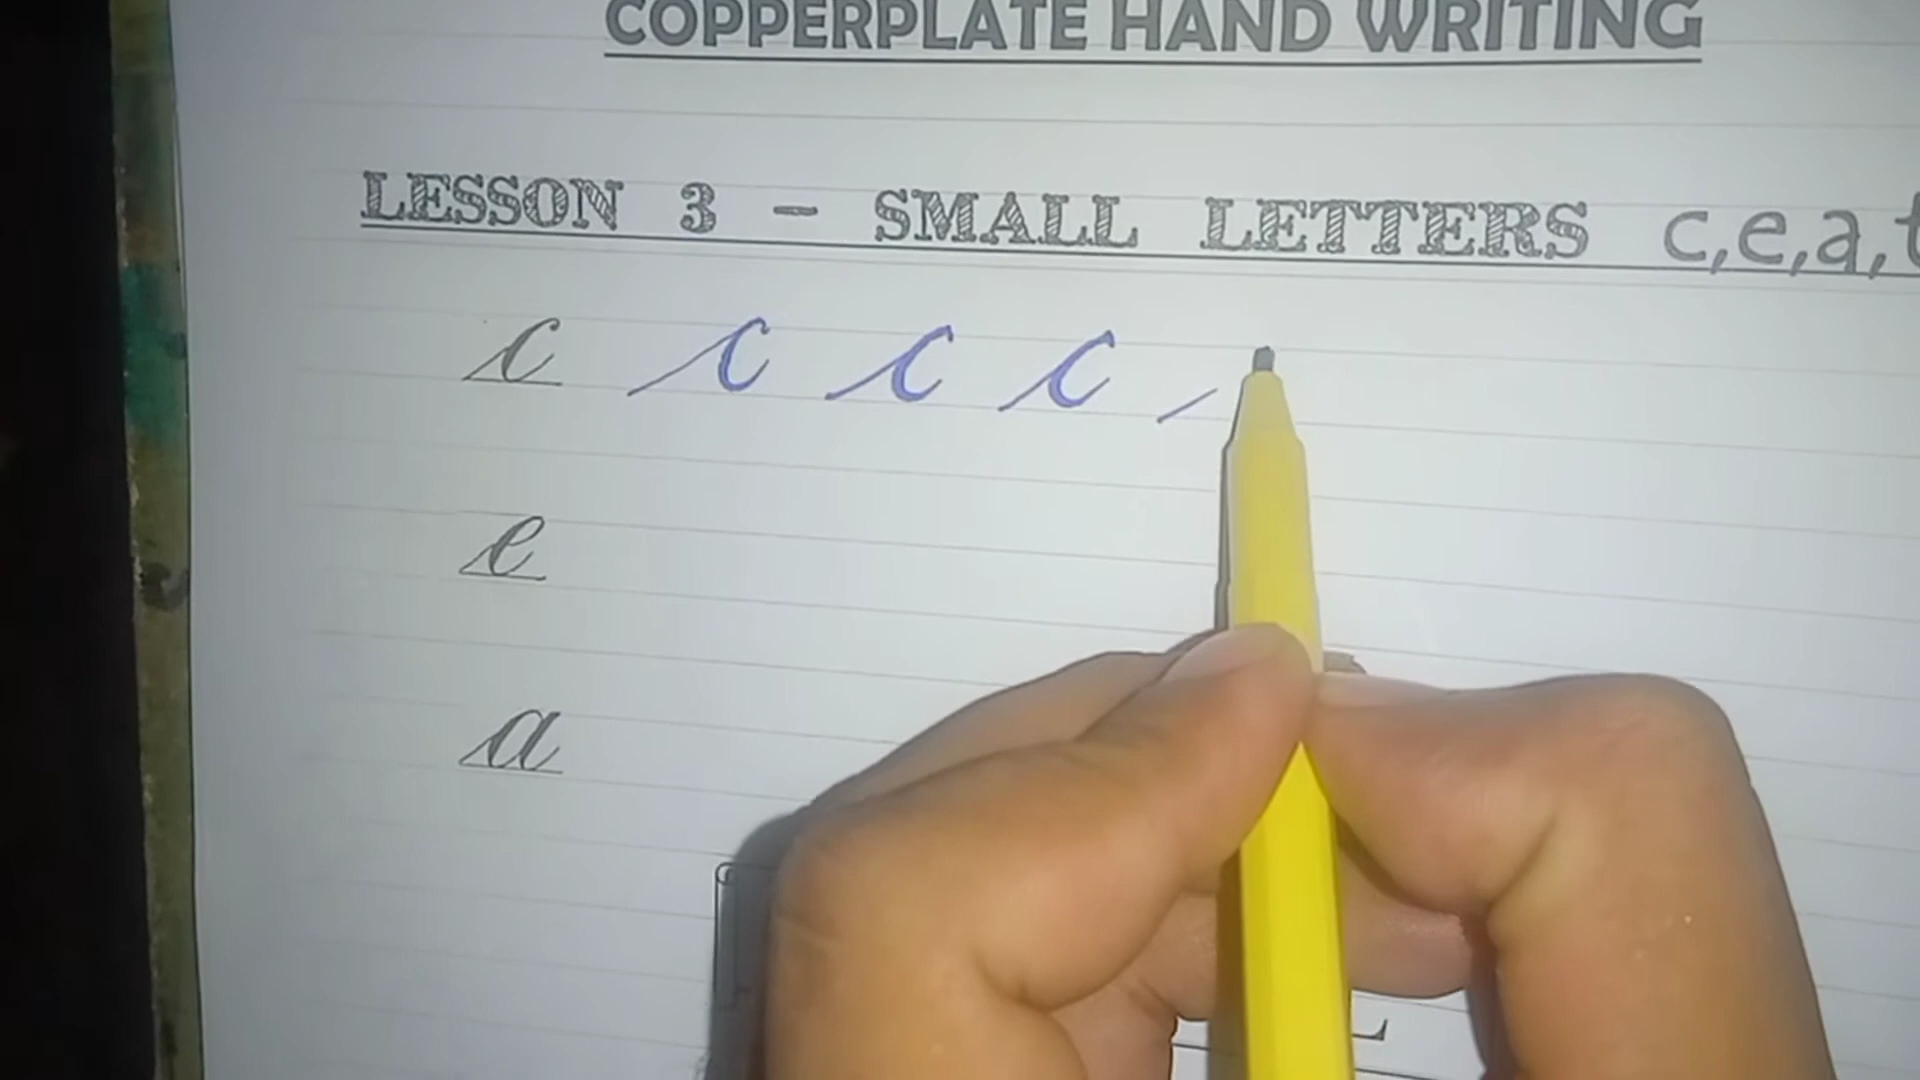 COPPERPLATE HAND WRITING
LESSON 3 - SMALL LETTERS c,e,a,t
c c c c
e
a